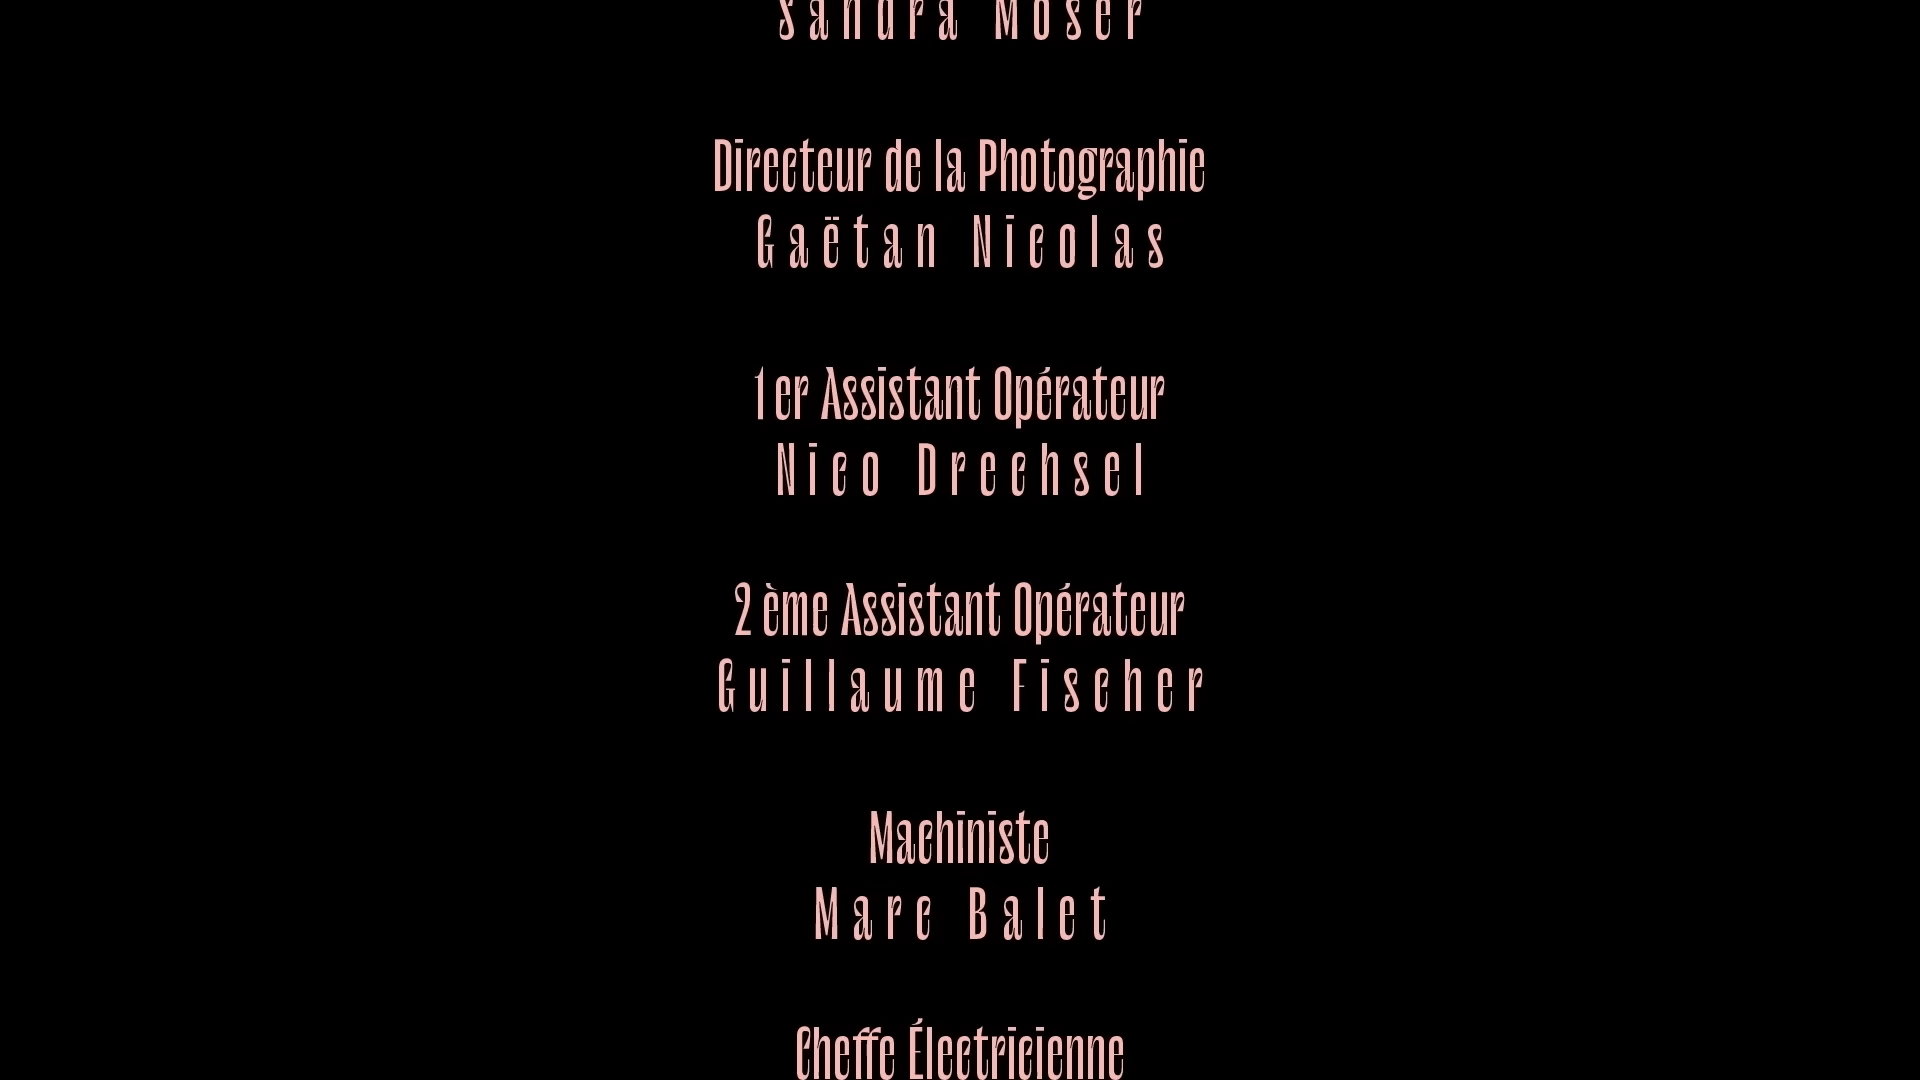 Sandra Moser
Directeur de la Photographie
Gaëtan Nicolas
1er Assistant Opérateur
Nico Drechsel
2ème Assistant Opérateur
Guillaume Fischer
Machiniste
Marc Balet
Cheffe Électricienne